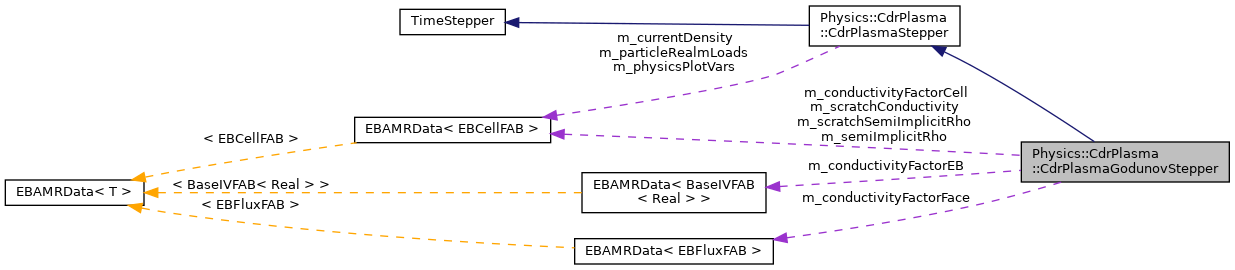 TimeStepper
Physics::CdrPlasma
::CdrPlasmaStepper
m_currentDensity
m_particleRealmLoads
m_physicsPlotVars
m_conductivityFactorCell
m_scratchConductivity
m_scratchSemiImplicitRho
m_semiImplicitRho
EBAMRData< EBCellFAB >
< EBCellFAB >
Physics::CdrPlasma
::CdrPlasmaGodunovStepper
m_conductivityFactorEB
EBAMRData< T >
< BaseIVFAB< Real > >
EBAMRData< BaseIVFAB
< Real > >
m_conductivityFactorFace
< EBFluxFAB >
EBAMRData< EBFluxFAB >